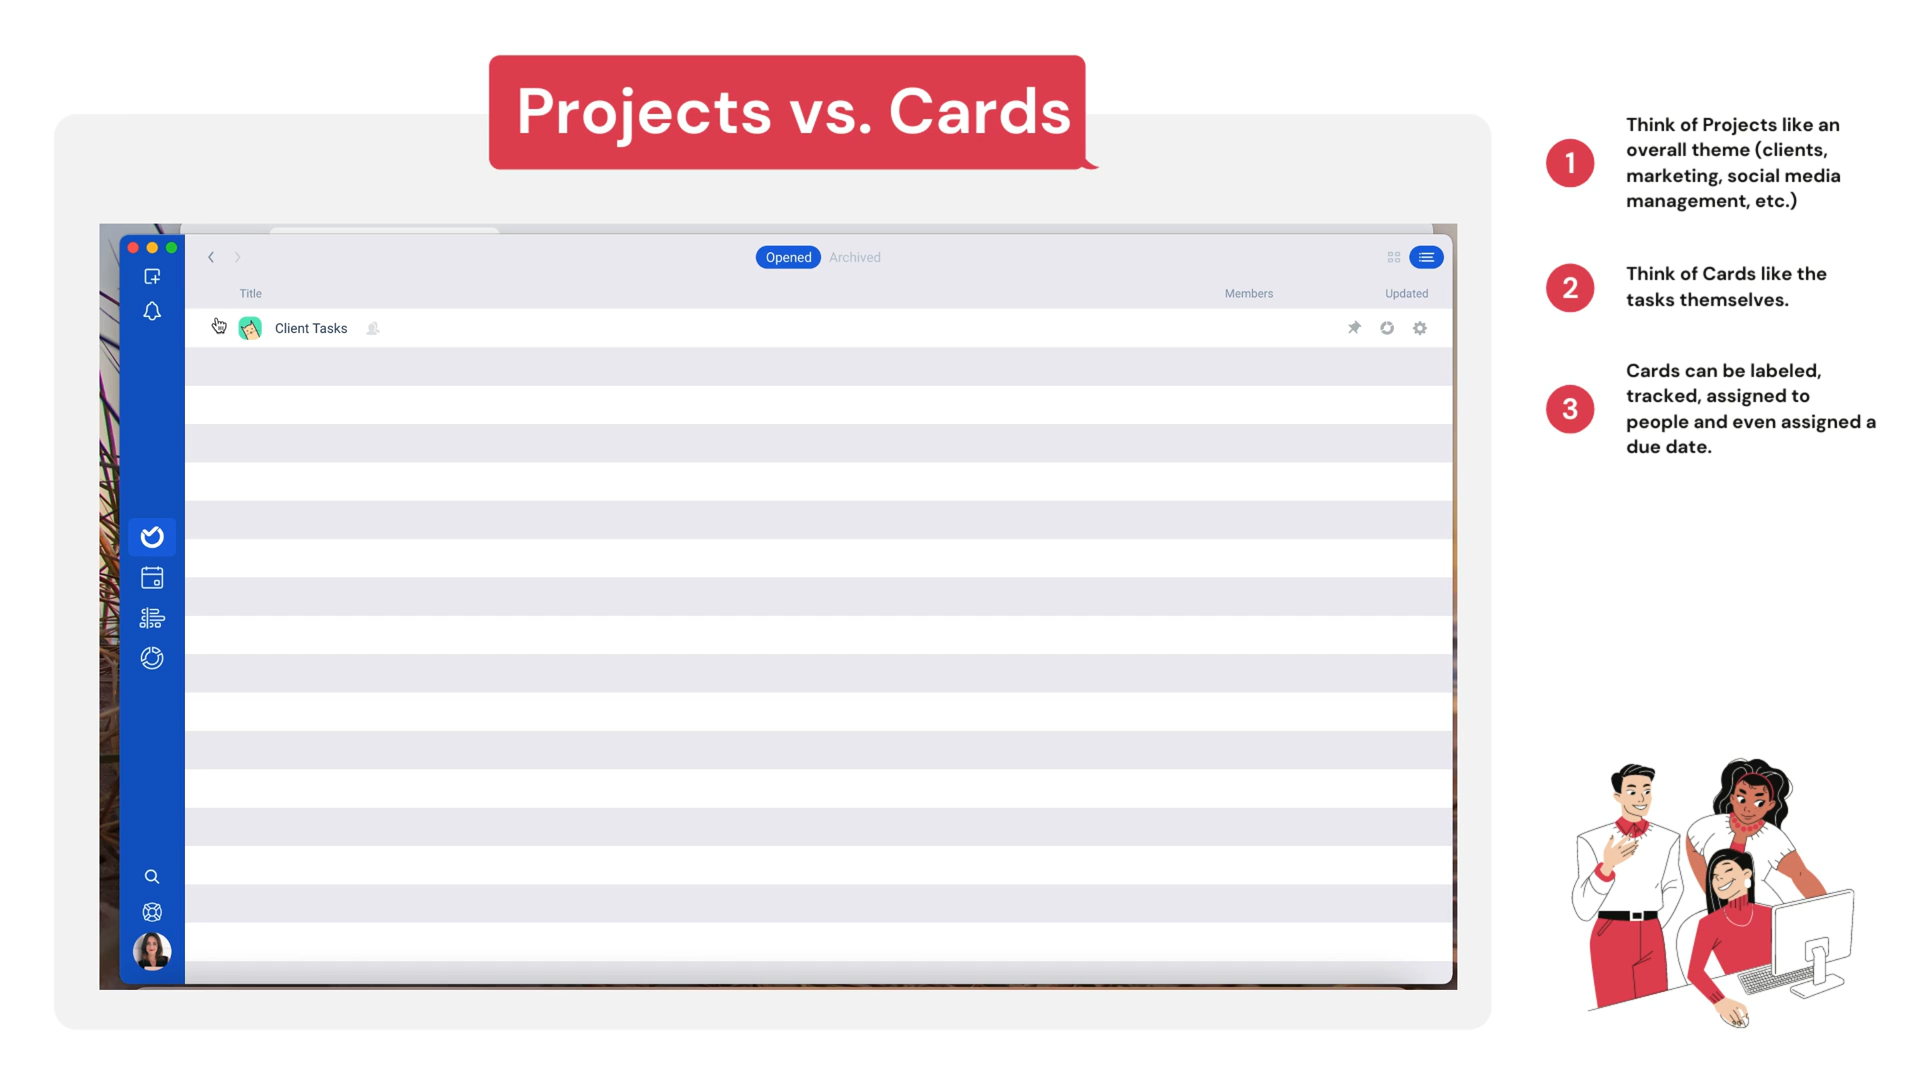 Projects vs. Cards
Opened Archived
Title Members Updated
Client Tasks
1
Think of Projects like an
overall theme (clients,
marketing, social media
management, etc.)
2
Think of Cards like the
tasks themselves.
3
Cards can be labeled,
tracked, assigned to
people and even assigned a
due date.